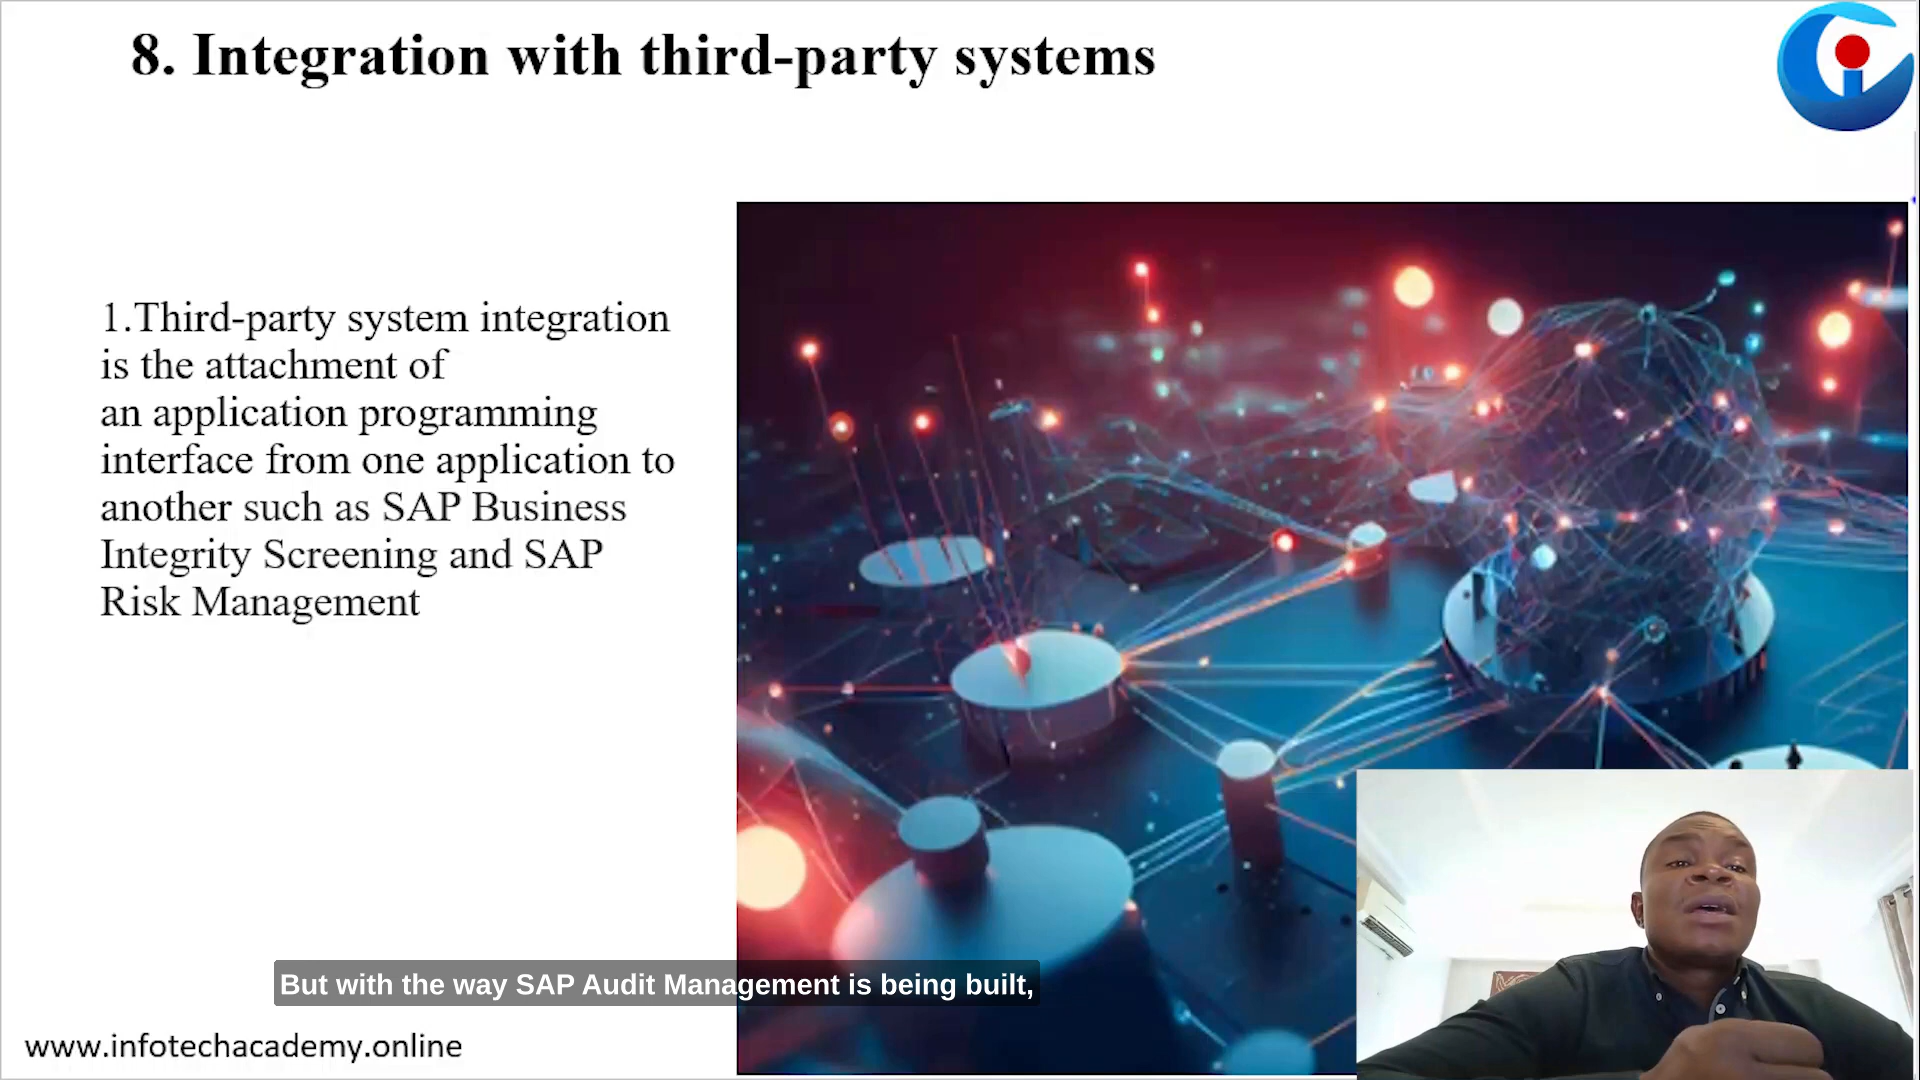 8. Integration with third-party systems
1.Third-party system integration
is the attachment of
an application programming
interface from one application to
another such as SAP Business
Integrity Screening and SAP
Risk Management
But with the way SAP Audit Management is being built,
www.infotechacademy.online